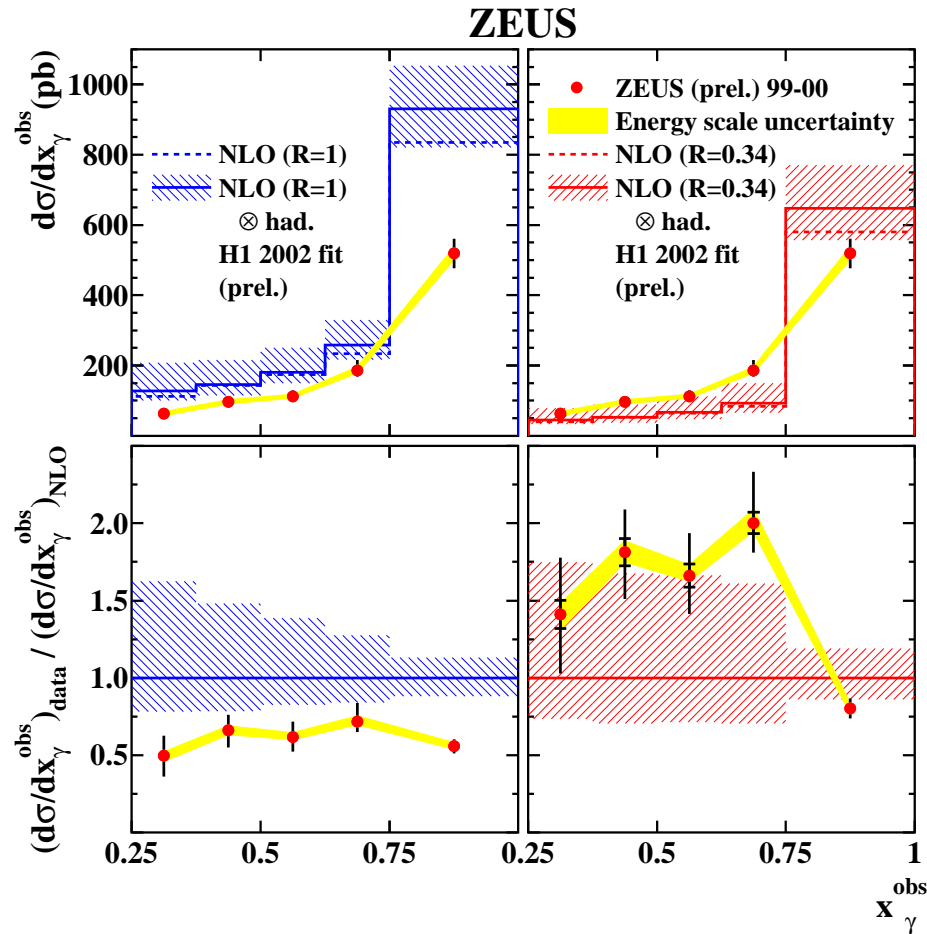 ZEUS
dσ/dx_γ^obs (pb)
1000
800
600
400
200
NLO (R=1)
NLO (R=1)
⊗ had.
H1 2002 fit
(prel.)
ZEUS (prel.) 99-00
Energy scale uncertainty
NLO (R=0.34)
NLO (R=0.34)
⊗ had.
H1 2002 fit
(prel.)
(dσ/dx_γ^obs)_data / (dσ/dx_γ^obs)_NLO
2.0
1.5
1.0
0.5
0.25 0.5 0.75 0.25 0.5 0.75 1
x_γ^obs